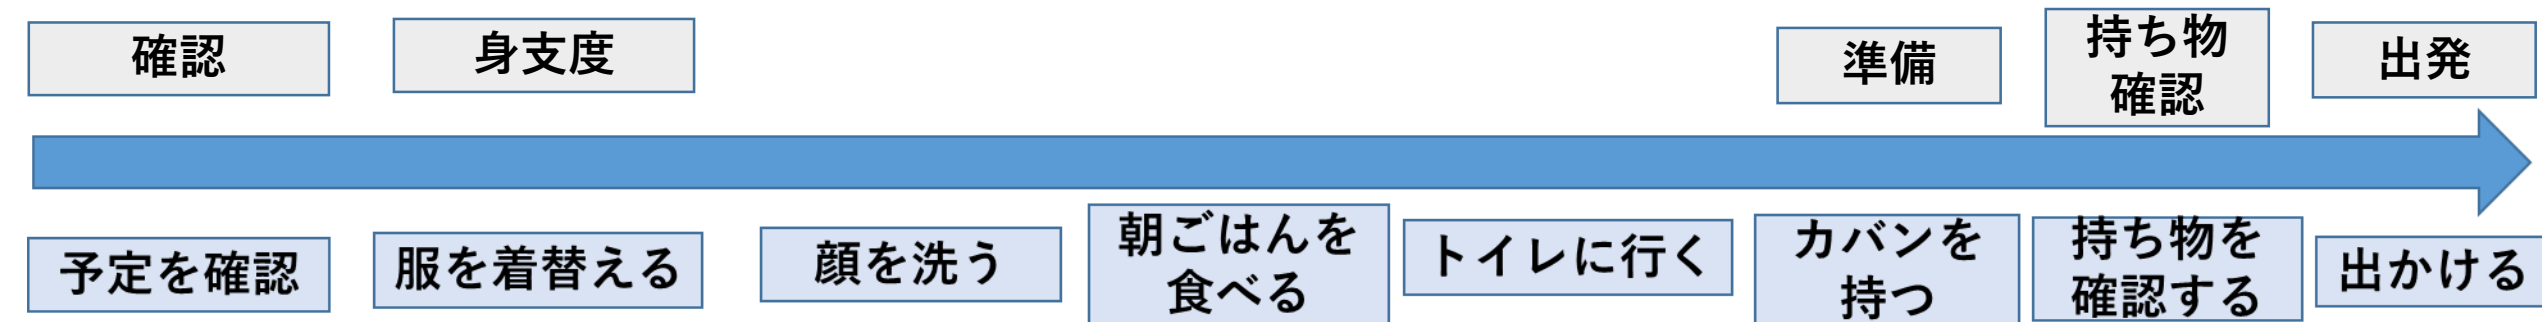 確認
身支度
準備
持ち物
確認
出発
予定を確認
服を着替える
顔を洗う
朝ごはんを
食べる
トイレに行く
カバンを
持つ
持ち物を
確認する
出かける